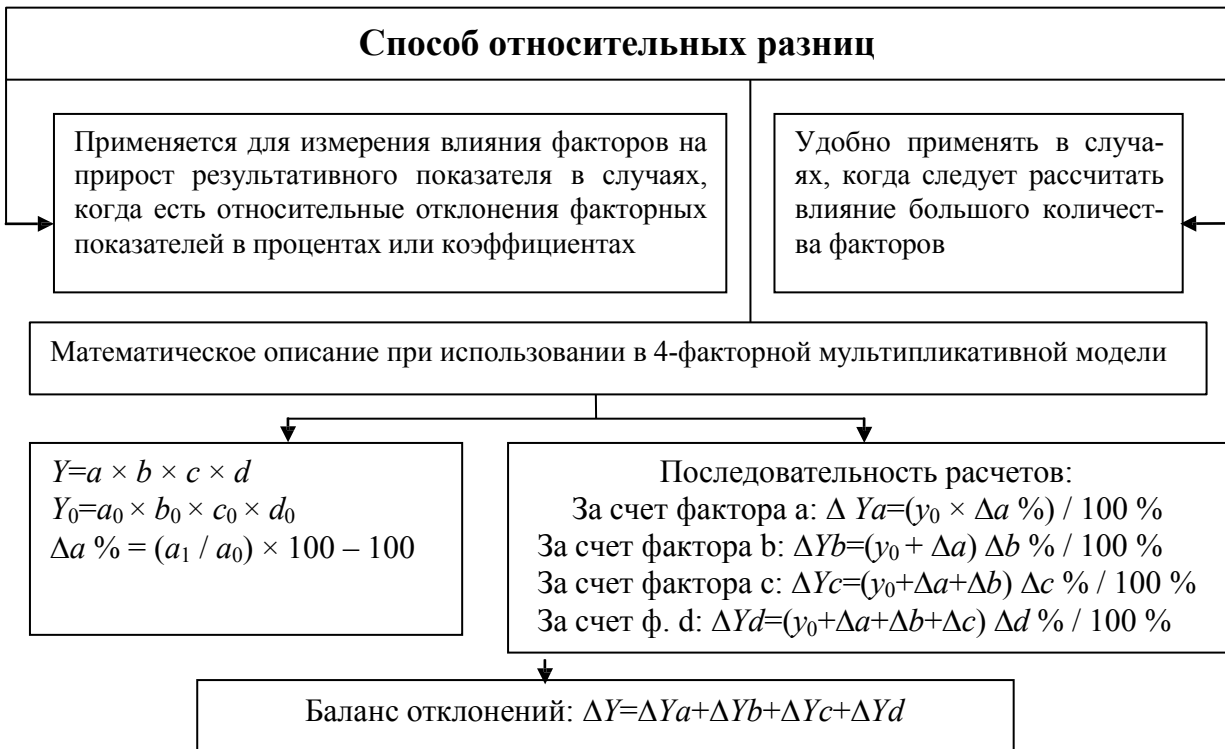 Способ относительных разниц
Применяется для измерения влияния факторов на
прирост результативного показателя в случаях,
когда есть относительные отклонения факторных
показателей в процентах или коэффициентах
Удобно применять в случа-
ях, когда следует рассчитать
влияние большого количест-
ва факторов
Математическое описание при использовании в 4-факторной мультипликативной модели
Y=a × b × c × d
Y₀=a₀ × b₀ × c₀ × d₀
Δa % = (a₁ / a₀) × 100 – 100
Последовательность расчетов:
За счет фактора a: Δ Ya=(y₀ × Δa %) / 100 %
За счет фактора b: ΔYb=(y₀ + Δa) Δb % / 100 %
За счет фактора c: ΔYc=(y₀+Δa+Δb) Δc % / 100 %
За счет ф. d: ΔYd=(y₀+Δa+Δb+Δc) Δd % / 100 %
Баланс отклонений: ΔY=ΔYa+ΔYb+ΔYc+ΔYd